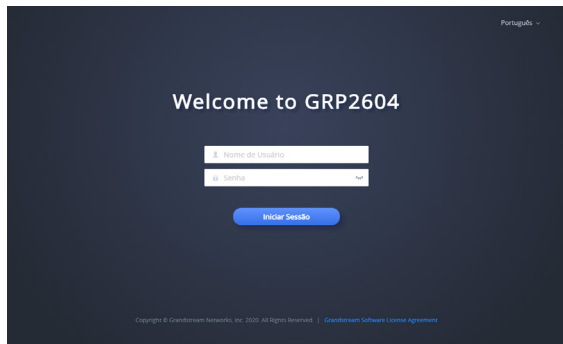 Português
Welcome to GRP2604
Nome de Usuário
Senha
Iniciar Sessão
Copyright © Grandstream Networks, Inc. 2020. All Rights Reserved. | Grandstream Software License Agreement